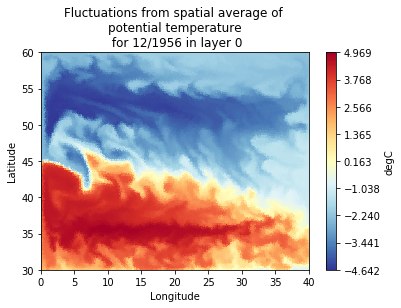 Fluctuations from spatial average of
potential temperature
for 12/1956 in layer 0
60
55
50
45
40
35
30
Latitude
0 5 10 15 20 25 30 35 40
Longitude
4.969
3.768
2.566
1.365
0.163
−1.038
−2.240
−3.441
−4.642
degC